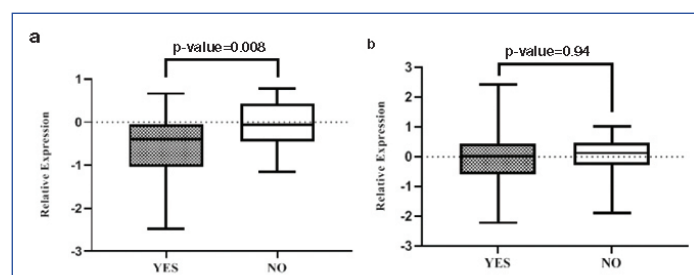 a
p-value=0.008
Relative Expression
1
0
-1
-2
-3
YES
NO
b
p-value=0.94
Relative Expression
3
2
1
0
-1
-2
-3
YES
NO